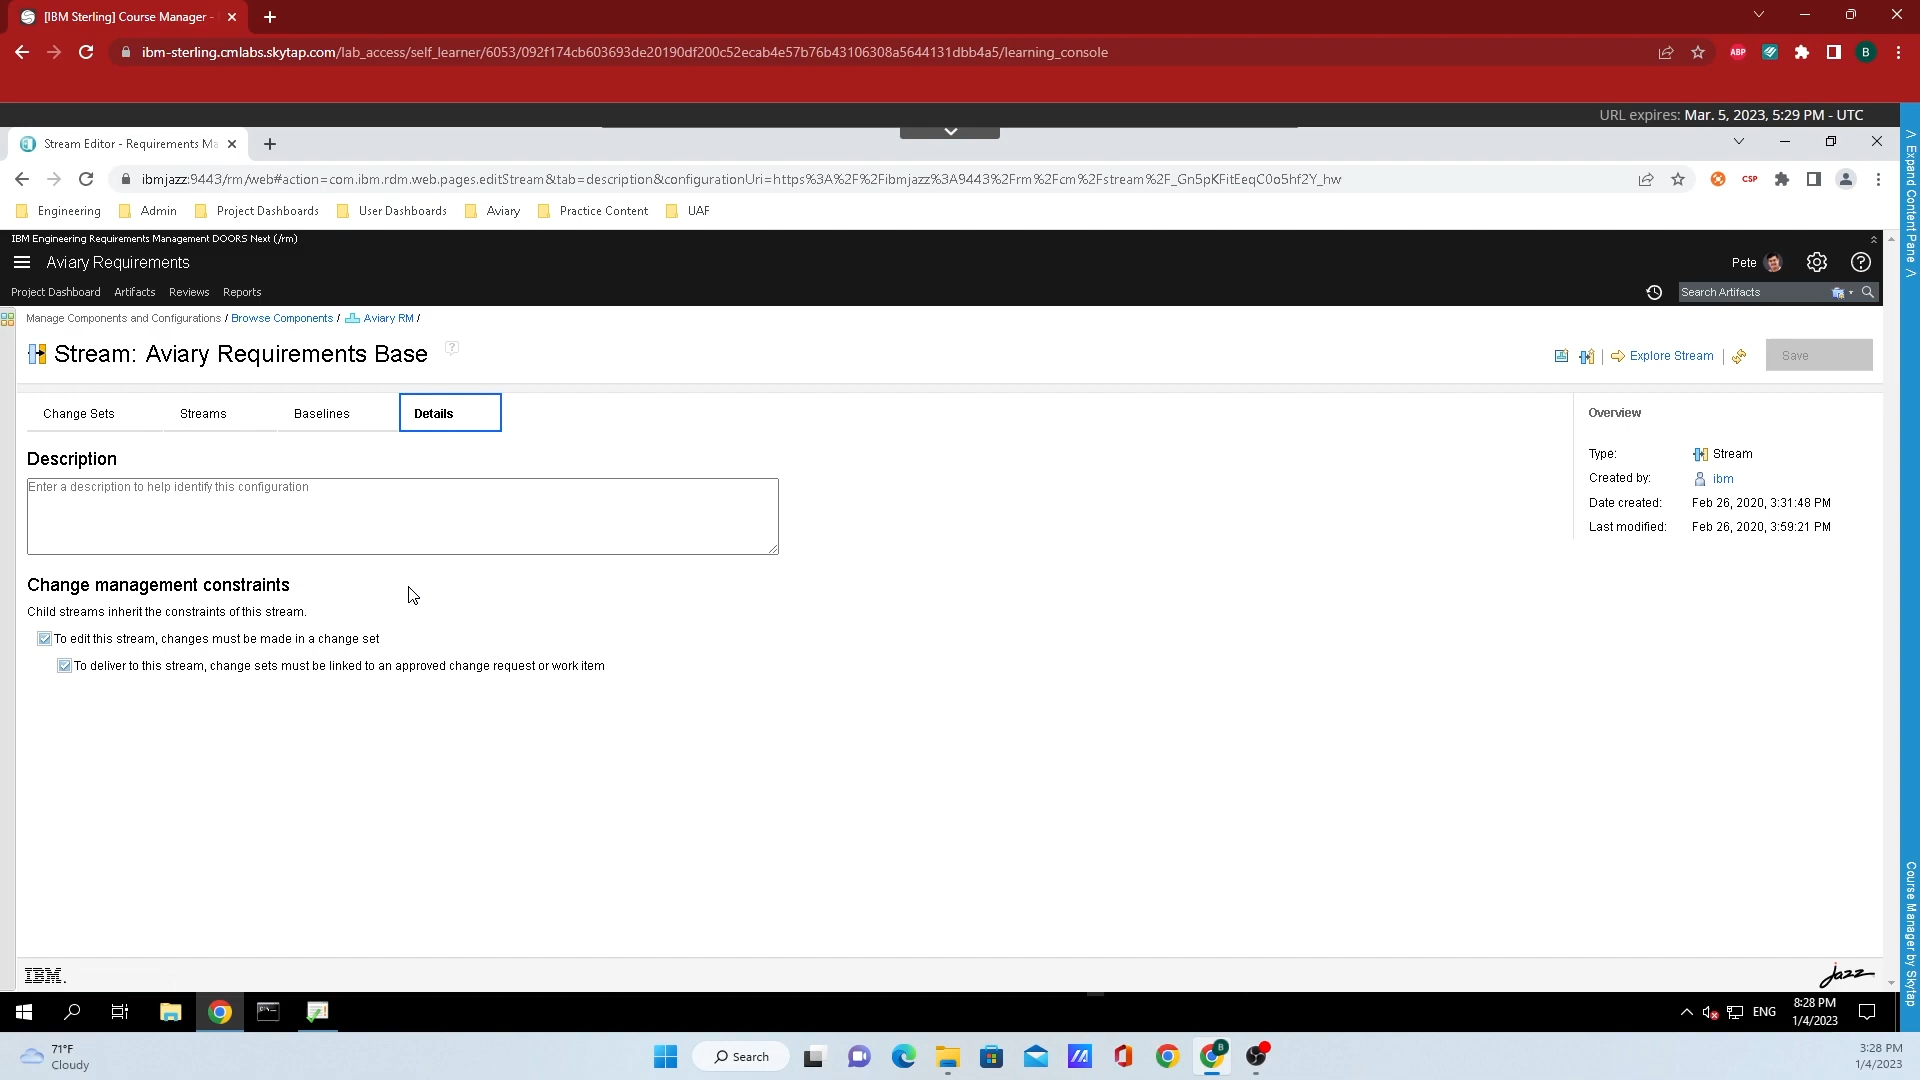 [IBM Sterling] Course Manager -
ibm-sterling.cmlabs.skytap.com/lab_access/self_learner/6053/092f174cb603693de20190df200c52ecab4e57b76b43106308a5644131dbb4a5/learning_console
ABP
B
URL expires: Mar. 5, 2023, 5:29 PM - UTC
Stream Editor - Requirements Ma
ibmjazz:9443/rm/web#action=com.ibm.rdm.web.pages.editStream&tab=description&configurationUri=https%3A%2F%2Fibmjazz%3A9443%2Frm%2Fcm%2Fstream%2F_Gn5pKFitEeqC0o5hf2Y_hw
CSP
Engineering Admin Project Dashboards User Dashboards Aviary Practice Content UAF
IBM Engineering Requirements Management DOORS Next (/rm)
Aviary Requirements
Pete
Project Dashboard Artifacts Reviews Reports
Search Artifacts
Manage Components and Configurations / Browse Components / Aviary RM /
Stream: Aviary Requirements Base ?
Explore Stream
Save
Change Sets Streams Baselines Details
Description
Enter a description to help identify this configuration
Change management constraints
Child streams inherit the constraints of this stream.
To edit this stream, changes must be made in a change set
To deliver to this stream, change sets must be linked to an approved change request or work item
Overview
Type: Stream
Created by: ibm
Date created: Feb 26, 2020, 3:31:48 PM
Last modified: Feb 26, 2020, 3:59:21 PM
< Expand Content Pane <
Course Manager by Skytap
IBM.
Jazz
ENG
8:28 PM
1/4/2023
71°F
Cloudy
Search
B
3:28 PM
1/4/2023